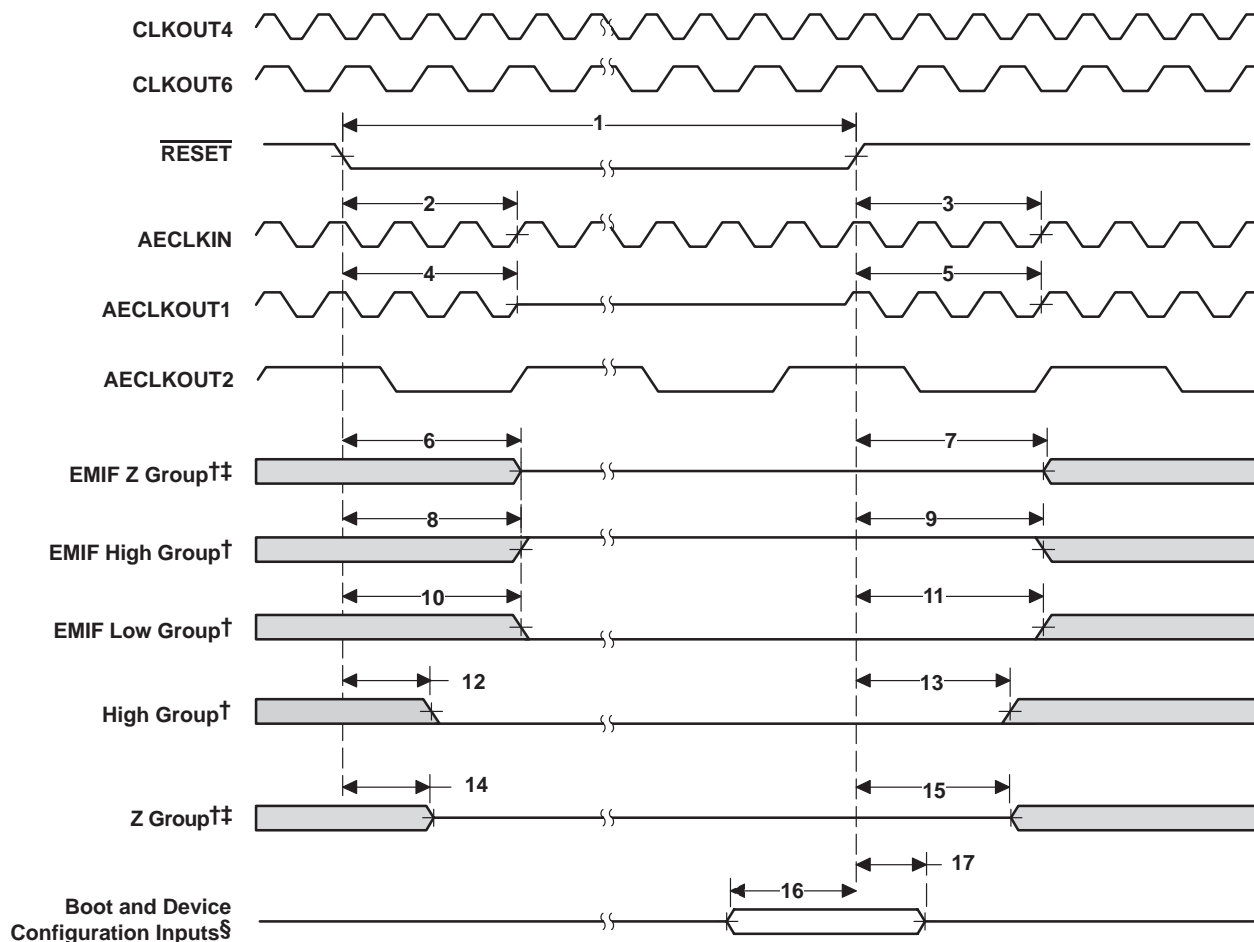 CLKOUT4
CLKOUT6
1
RESET
2
3
AECLKIN
4
5
AECLKOUT1
AECLKOUT2
6
7
EMIF Z Group†‡
8
9
EMIF High Group†
10
11
EMIF Low Group†
12
13
High Group†
14
15
Z Group†‡
17
16
Boot and Device
Configuration Inputs§